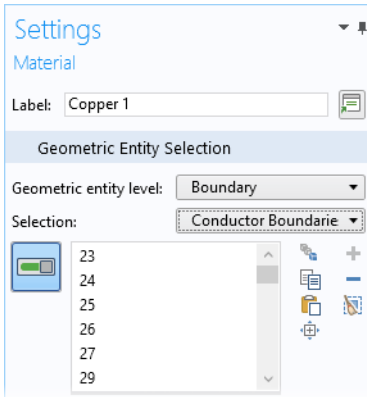 Settings
Material
Label: Copper 1
Geometric Entity Selection
Geometric entity level: Boundary
Selection: Conductor Boundarie
23
24
25
26
27
29